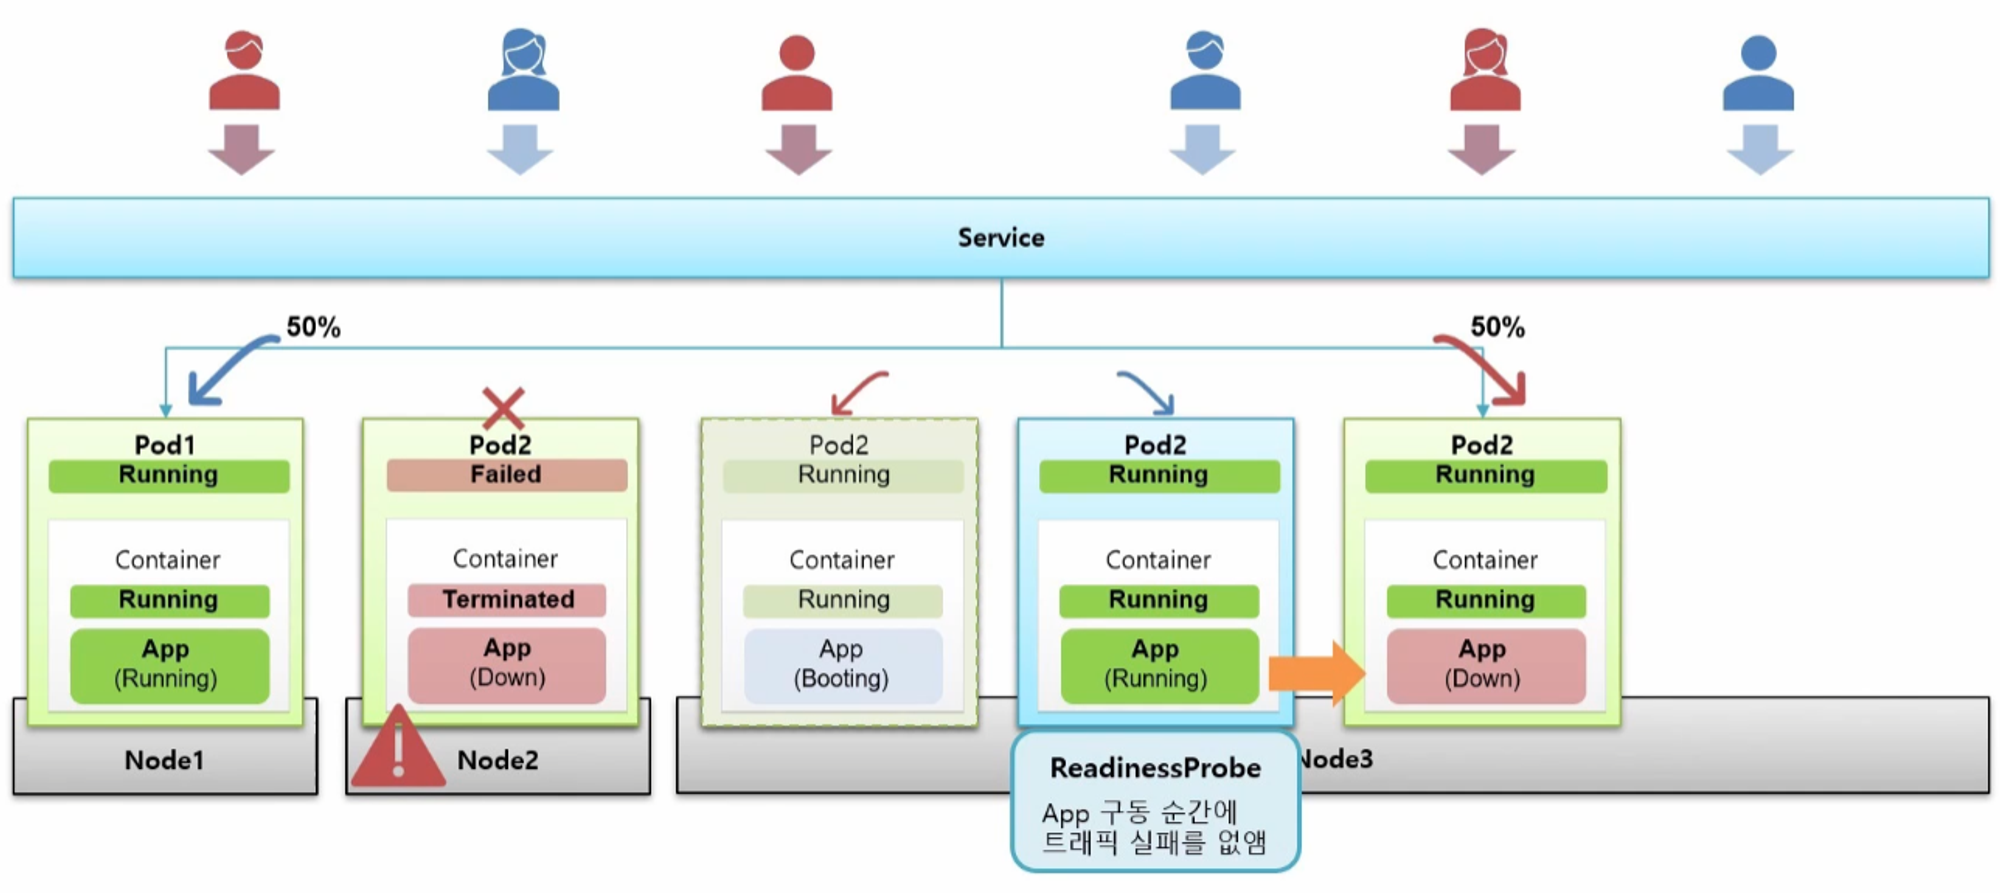 Service
50%
50%
Pod1
Running
Container
Running
App
(Running)
Node1
Pod2
Failed
Container
Terminated
App
(Down)
Node2
Pod2
Running
Container
Running
App
(Booting)
Pod2
Running
Container
Running
App
(Running)
Pod2
Running
Container
Running
App
(Down)
Node3
ReadinessProbe
App 구동 순간에
트래픽 실패를 없앰